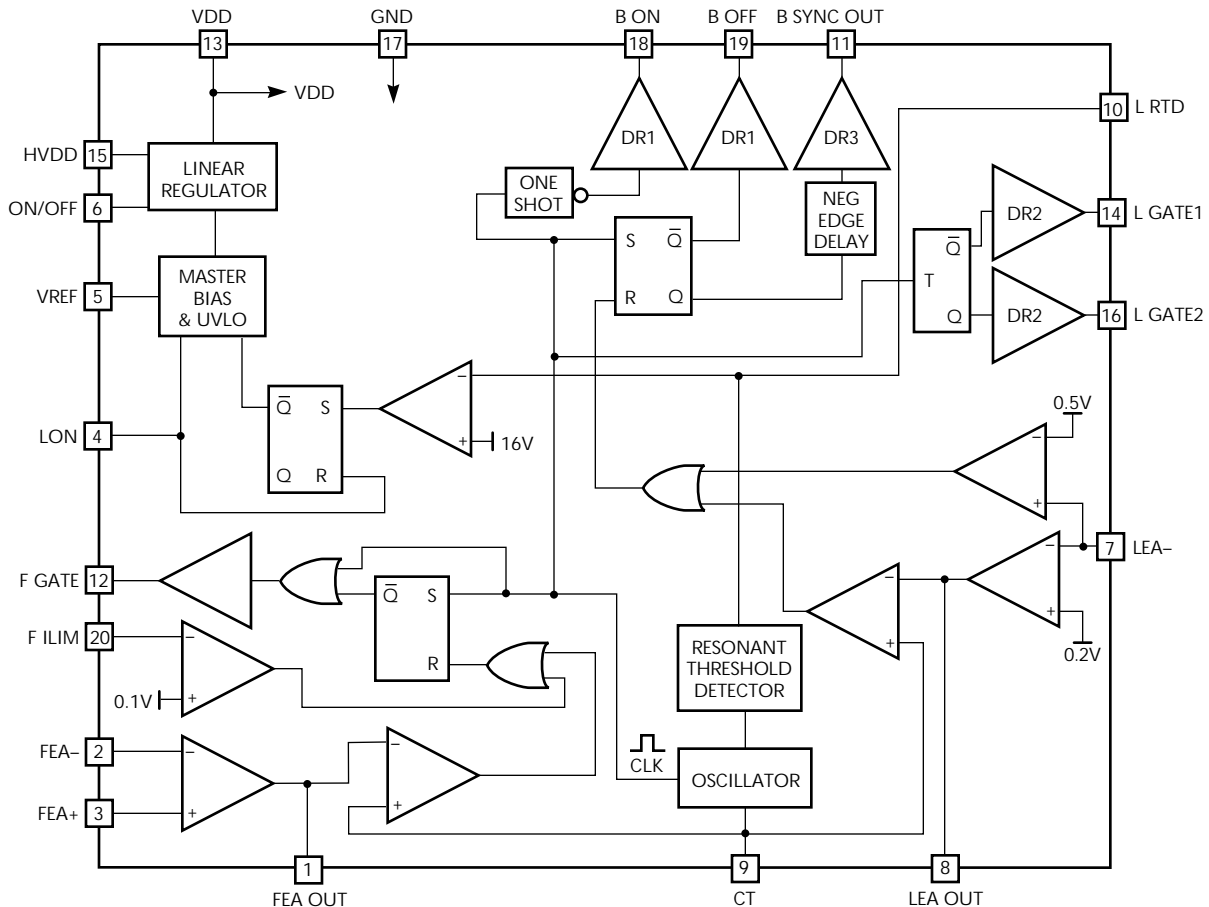 VDD
GND
B ON
B OFF
B SYNC OUT
13
17
18
19
11
VDD
10
L RTD
DR1
DR1
DR3
HVDD
15
LINEAR
REGULATOR
ONE
SHOT
NEG
EDGE
DELAY
ON/OFF
6
DR2
14
L GATE1
S
Q̅
R
Q
T
Q̅
Q
VREF
5
MASTER
BIAS
& UVLO
DR2
16
L GATE2
Q̅
S
Q
R
−
+
16V
LON
4
0.5V
−
+
7
LEA−
F GATE
12
Q̅
S
R
−
+
−
+
0.2V
F ILIM
20
−
+
0.1V
RESONANT
THRESHOLD
DETECTOR
FEA−
2
−
+
FEA+
3
−
+
CLK
OSCILLATOR
1
FEA OUT
9
CT
8
LEA OUT